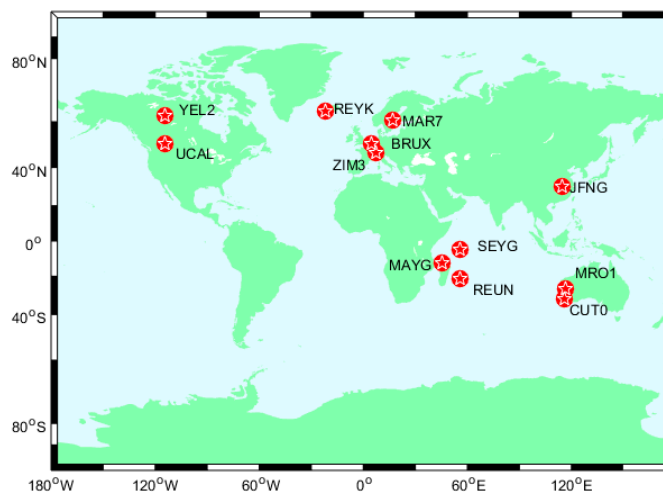 80°N
YEL2
REYK
MAR7
UCAL
BRUX
ZIM3
40°N
JFNG
0°
SEYG
MAYG
MRO1
REUN
CUT0
40°S
80°S
180°W
120°W
60°W
0°
60°E
120°E